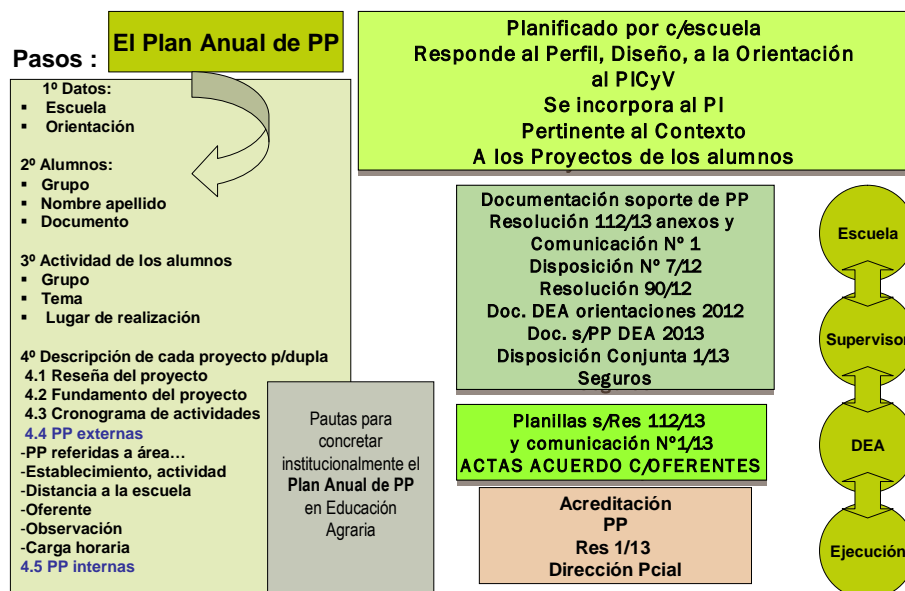 El Plan Anual de PP
Pasos :
1º Datos:
▪ Escuela
▪ Orientación
2º Alumnos:
▪ Grupo
▪ Nombre apellido
▪ Documento
3º Actividad de los alumnos
▪ Grupo
▪ Tema
▪ Lugar de realización
4º Descripción de cada proyecto p/dupla
4.1 Reseña del proyecto
4.2 Fundamento del proyecto
4.3 Cronograma de actividades
4.4 PP externas
-PP referidas a área…
-Establecimiento, actividad
-Distancia a la escuela
-Oferente
-Observación
-Carga horaria
4.5 PP internas
Pautas para
concretar
institucionalmente el
Plan Anual de PP
en Educación
Agraria
Planificado por c/escuela
Responde al Perfil, Diseño, a la Orientación
al PICyV
Se incorpora al PI
Pertinente al Contexto
A los Proyectos de los alumnos
Documentación soporte de PP
Resolución 112/13 anexos y
Comunicación Nº 1
Disposición Nº 7/12
Resolución 90/12
Doc. DEA orientaciones 2012
Doc. s/PP DEA 2013
Disposición Conjunta 1/13
Seguros
Planillas s/Res 112/13
y comunicación Nº1/13
ACTAS ACUERDO C/OFERENTES
Acreditación
PP
Res 1/13
Dirección Pcial
Escuela
Supervisor
DEA
Ejecución